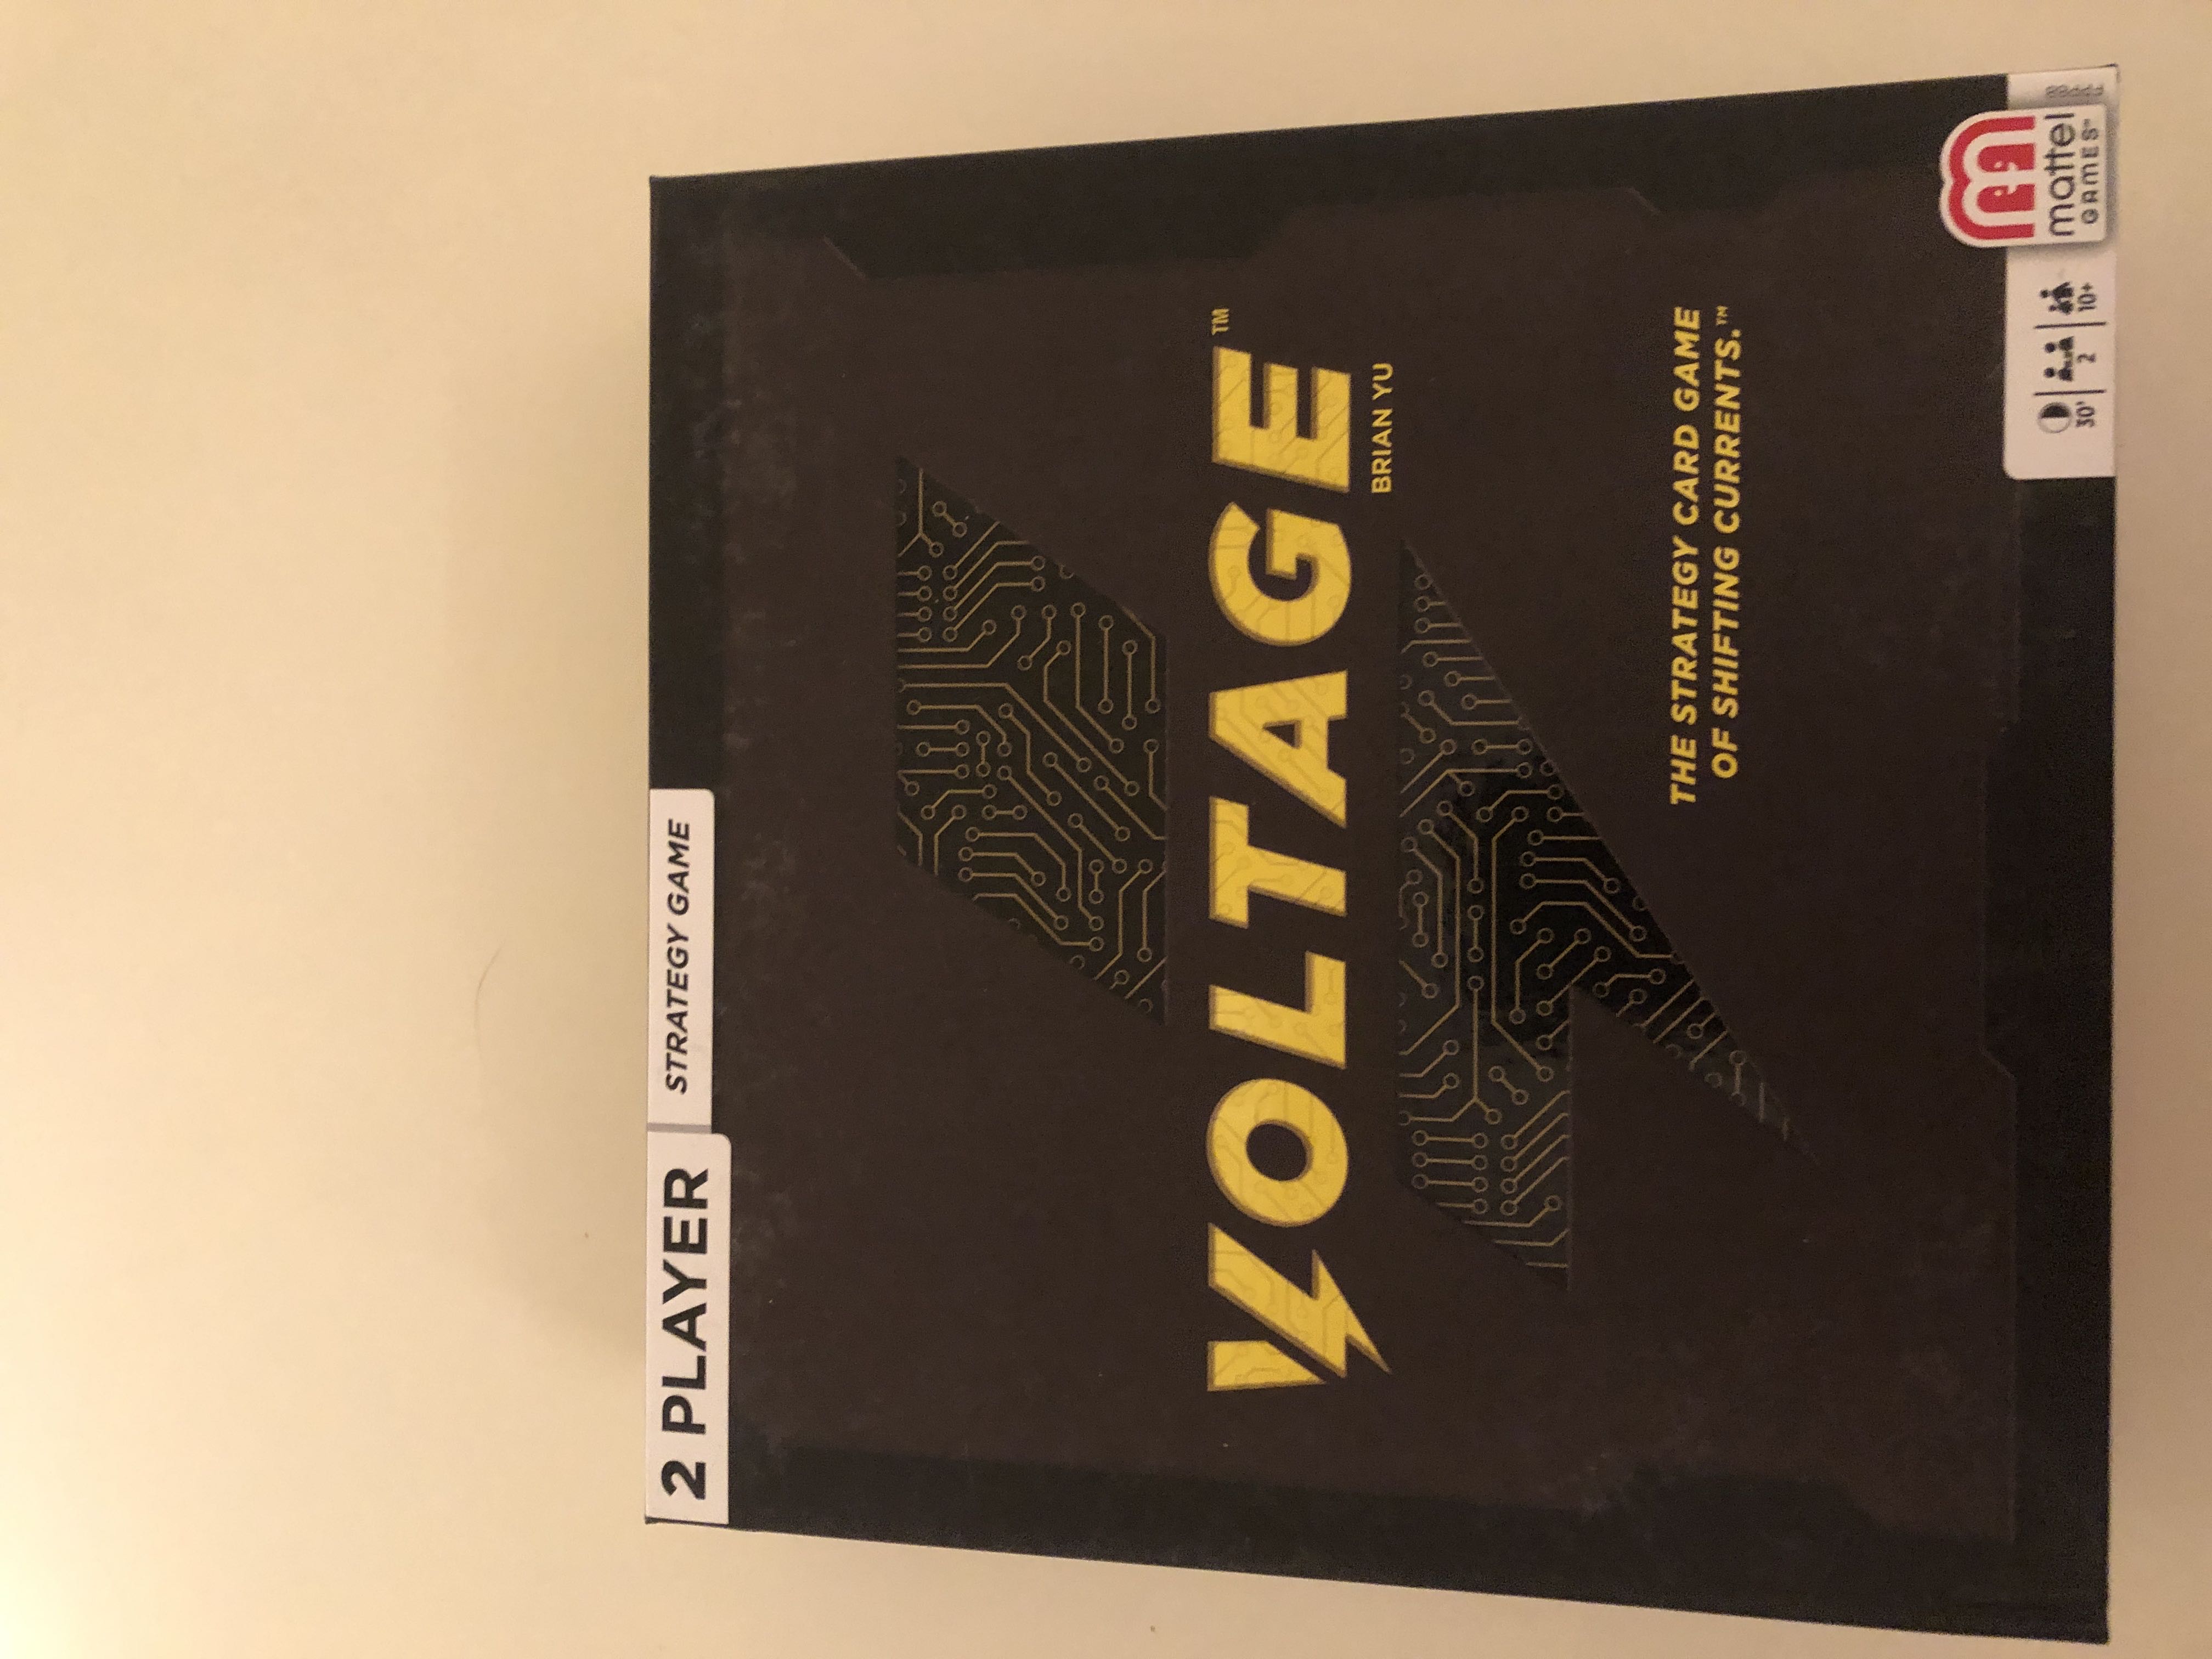 2 PLAYER
STRATEGY GAME
VOLTAGE™
BRIAN YU
THE STRATEGY CARD GAME
OF SHIFTING CURRENTS.™
30'
2
10+
mattel
GAMES™